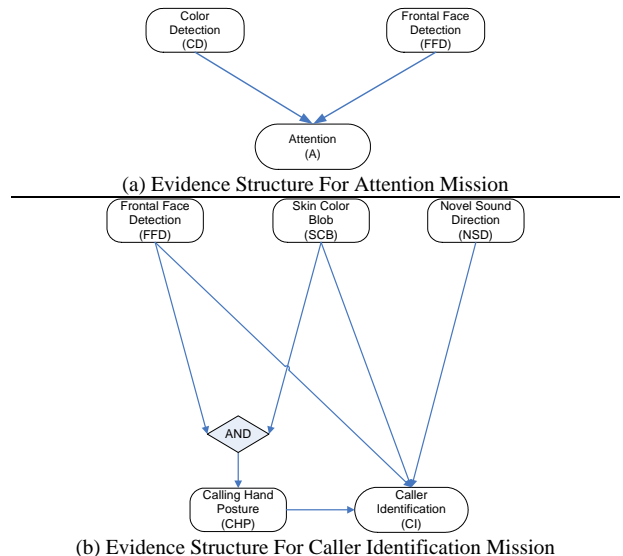 Color
Detection
(CD)
Frontal Face
Detection
(FFD)
Attention
(A)
(a) Evidence Structure For Attention Mission
Frontal Face
Detection
(FFD)
Skin Color
Blob
(SCB)
Novel Sound
Direction
(NSD)
AND
Calling Hand
Posture
(CHP)
Caller
Identification
(CI)
(b) Evidence Structure For Caller Identification Mission